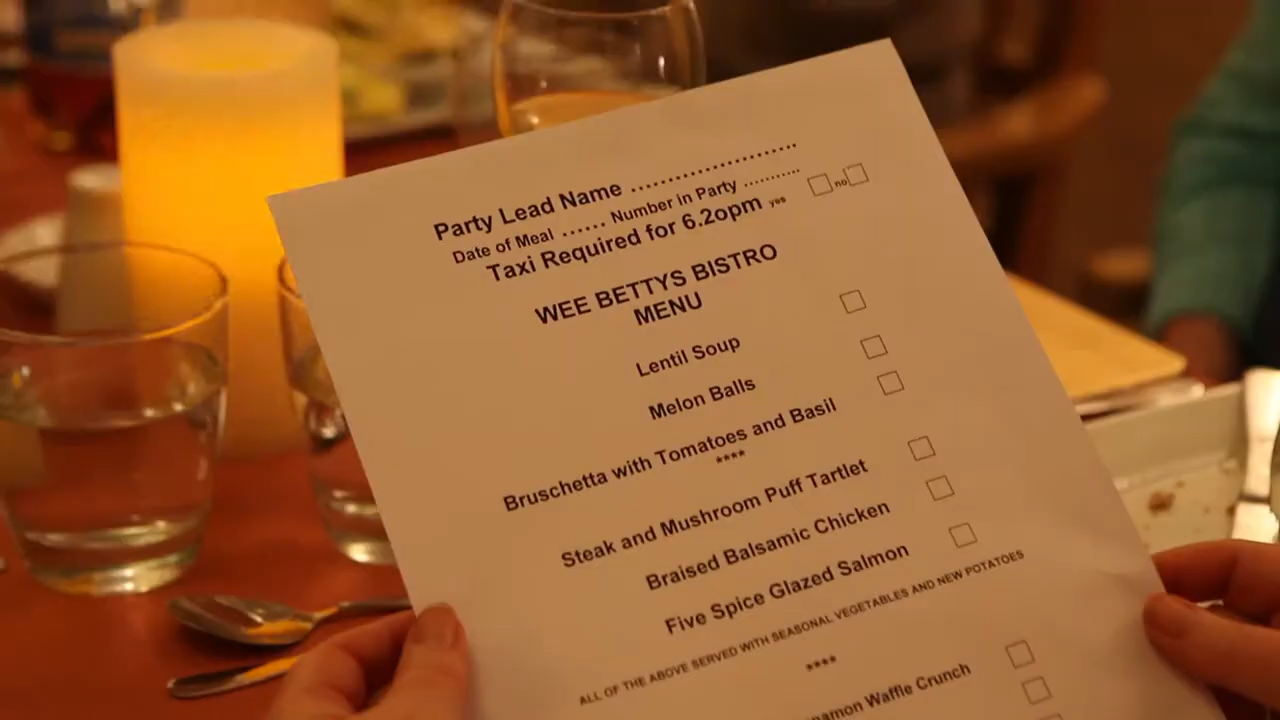 Party Lead Name ........................
Date of Meal ...... Number in Party ...........
Taxi Required for 6.2opm yes no
WEE BETTYS BISTRO
MENU
Lentil Soup
Melon Balls
Bruschetta with Tomatoes and Basil
****
Steak and Mushroom Puff Tartlet
Braised Balsamic Chicken
Five Spice Glazed Salmon
ALL OF THE ABOVE SERVED WITH SEASONAL VEGETABLES AND NEW POTATOES
****
Waffle Crunch